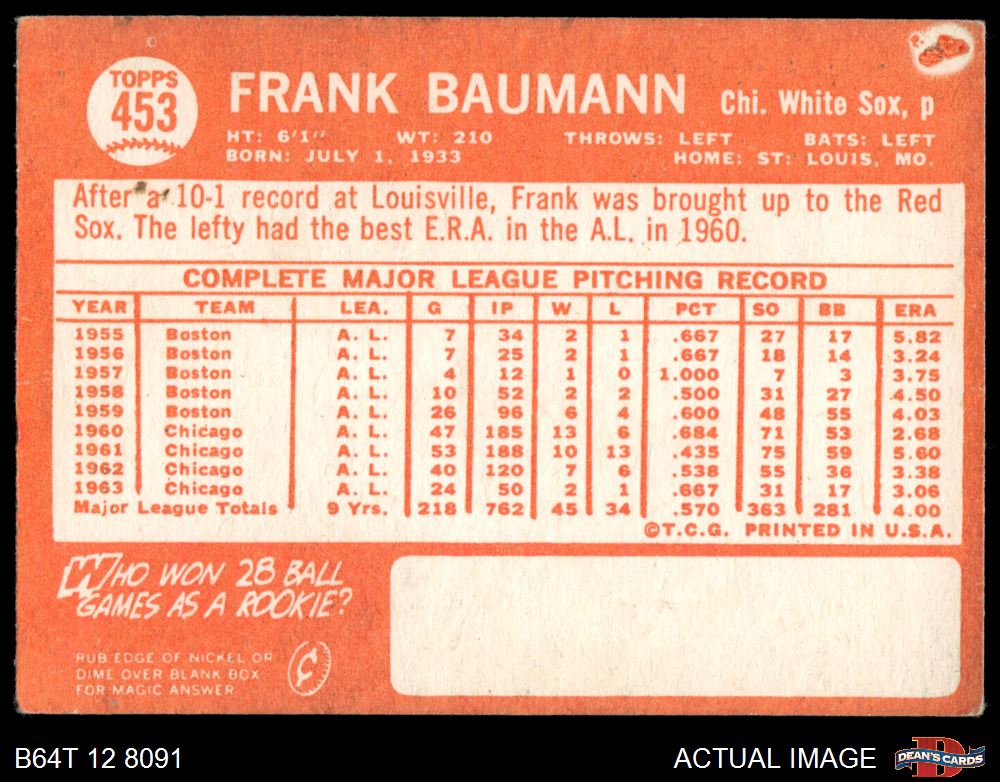 TOPPS
453
FRANK BAUMANN Chi. White Sox, p
HT: 6'1" WT: 210 THROWS: LEFT BATS: LEFT
BORN: JULY 1, 1933 HOME: ST: LOUIS, MO.
After a 10-1 record at Louisville, Frank was brought up to the Red
Sox. The lefty had the best E.R.A. in the A.L. in 1960.
COMPLETE MAJOR LEAGUE PITCHING RECORD
YEAR TEAM LEA. G IP W L PCT SO BB ERA
1955 Boston A. L. 7 34 2 1 .667 27 17 5.82
1956 Boston A. L. 7 25 2 1 .667 18 14 3.24
1957 Boston A. L. 4 12 1 0 1.000 7 3 3.75
1958 Boston A. L. 10 52 2 2 .500 31 27 4.50
1959 Boston A. L. 26 96 6 4 .600 48 55 4.03
1960 Chicago A. L. 47 185 13 6 .684 71 53 2.68
1961 Chicago A. L. 53 188 10 13 .435 75 59 5.60
1962 Chicago A. L. 40 120 7 6 .538 55 36 3.38
1963 Chicago A. L. 24 50 2 1 .667 31 17 3.06
Major League Totals 9 Yrs. 218 762 45 34 .570 363 281 4.00
©T.C.G. PRINTED IN U.S.A.
WHO WON 28 BALL
GAMES AS A ROOKIE?
RUB EDGE OF NICKEL OR
DIME OVER BLANK BOX
FOR MAGIC ANSWER
¢
B64T 12 8091 ACTUAL IMAGE D DEAN'S CARDS